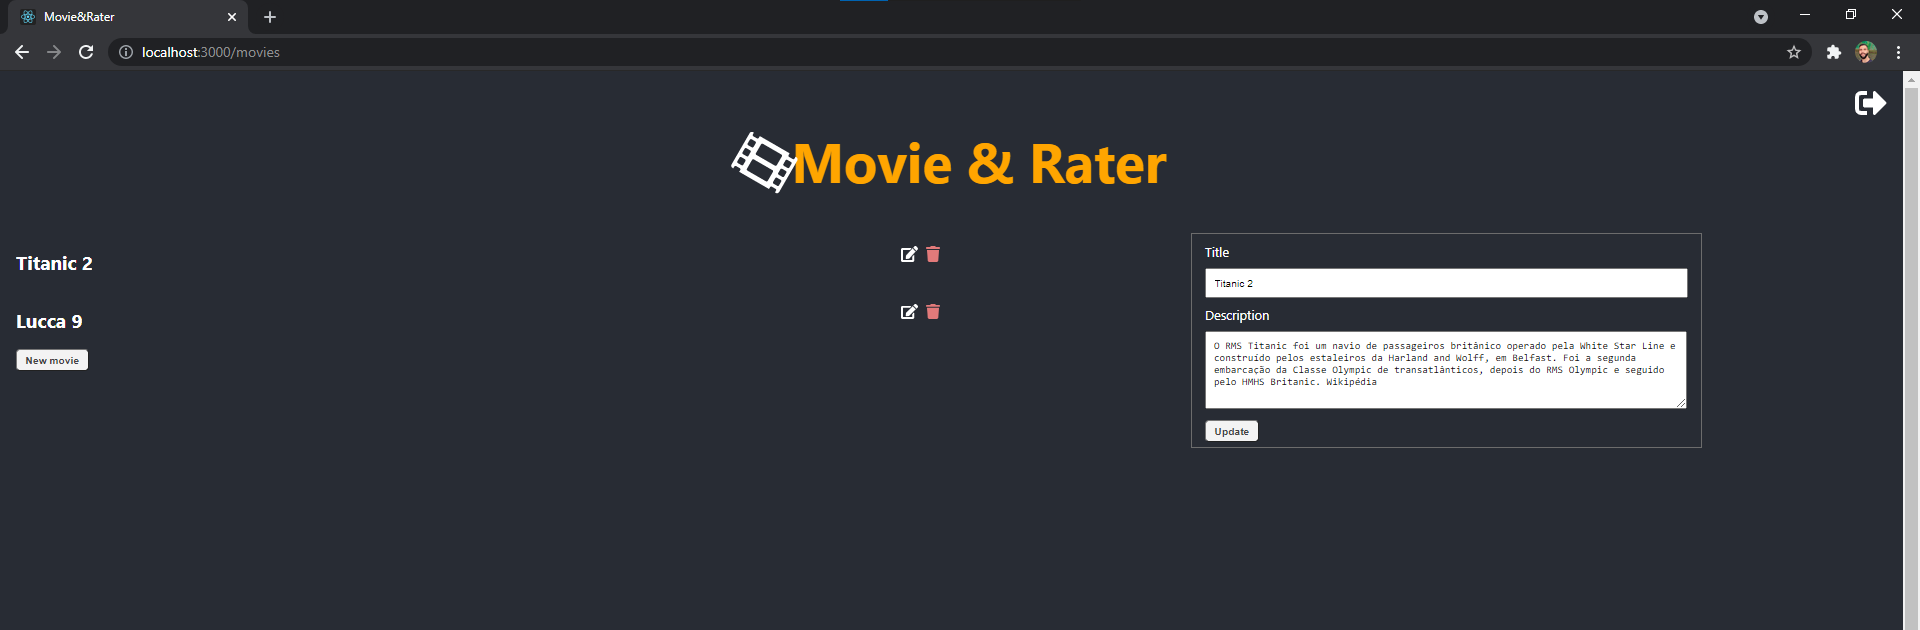 Movie&Rater
localhost:3000/movies
Movie & Rater
Titanic 2
Lucca 9
New movie
Title
Titanic 2
Description
O RMS Titanic foi um navio de passageiros britânico operado pela White Star Line e
construído pelos estaleiros da Harland and Wolff, em Belfast. Foi a segunda
embarcação da Classe Olympic de transatlânticos, depois do RMS Olympic e seguido
pelo HMHS Britanic. Wikipédia
Update